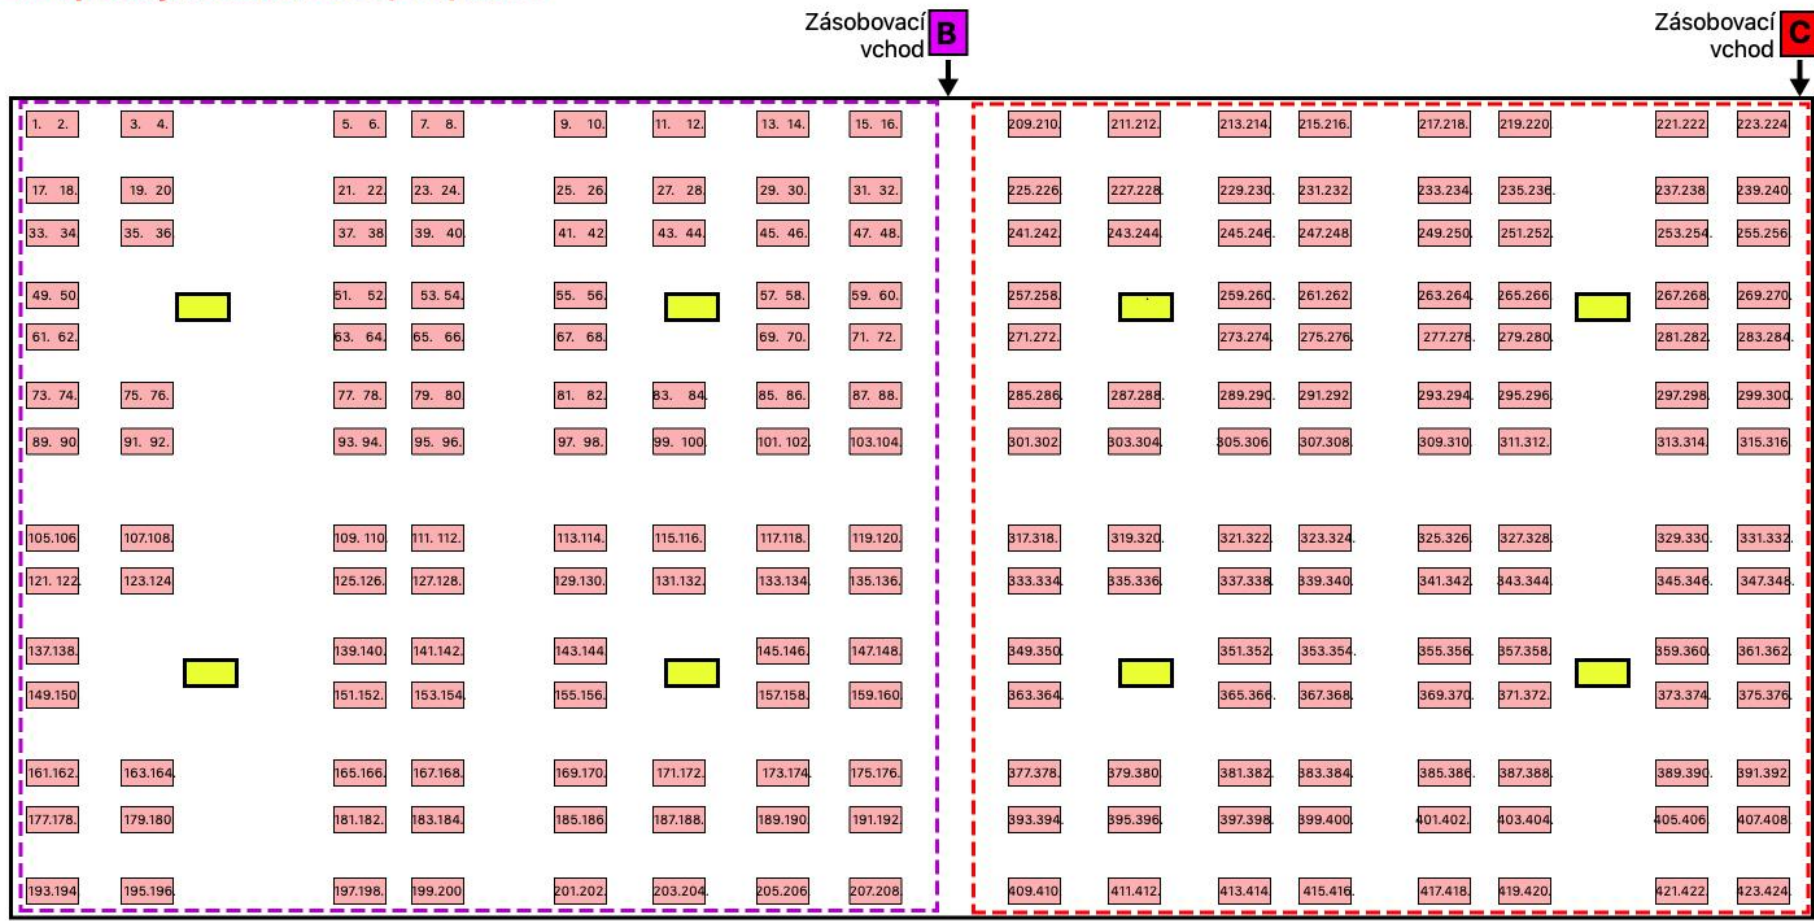 Zásobovací
vchod
B
Zásobovací
vchod
C
1. 2. 3. 4. 5. 6. 7. 8. 9. 10. 11. 12. 13. 14. 15. 16. 209.210. 211.212. 213.214. 215.216. 217.218. 219.220 221.222 223.224
17. 18. 19. 20 21. 22. 23. 24. 25. 26. 27. 28. 29. 30. 31. 32. 225.226. 227.228. 229.230. 231.232. 233.234. 235.236. 237.238 239.240.
33. 34. 35. 36. 37. 38 39. 40. 41. 42 43. 44. 45. 46. 47. 48. 241.242. 243.244. 245.246. 247.248 249.250. 251.252. 253.254. 255.256
49. 50. 51. 52. 53. 54. 55. 56. 57. 58. 59. 60. 257.258. 259.260. 261.262. 263.264. 265.266. 267.268. 269.270.
61. 62. 63. 64. 65. 66. 67. 68. 69. 70. 71. 72. 271.272. 273.274. 275.276. 277.278. 279.280. 281.282. 283.284.
73. 74. 75. 76. 77. 78. 79. 80. 81. 82. 83. 84. 85. 86. 87. 88. 285.286. 287.288. 289.290. 291.292. 293.294. 295.296. 297.298. 299.300.
89. 90. 91. 92. 93. 94. 95. 96. 97. 98. 99. 100. 101. 102. 103.104. 301.302. 303.304. 305.306. 307.308. 309.310. 311.312. 313.314. 315.316.
105.106 107.108. 109. 110. 111. 112. 113.114. 115.116. 117.118. 119.120. 317.318. 319.320. 321.322. 323.324. 325.326. 327.328. 329.330. 331.332.
121. 122. 123.124 125.126. 127.128. 129.130. 131.132. 133.134. 135.136. 333.334. 335.336. 337.338. 339.340. 341.342. 343.344. 345.346. 347.348.
137.138. 139.140. 141.142. 143.144. 145.146. 147.148. 349.350. 351.352. 353.354. 355.356. 357.358. 359.360. 361.362.
149.150 151.152. 153.154. 155.156. 157.158. 159.160. 363.364. 365.366. 367.368. 369.370. 371.372. 373.374. 375.376.
161.162. 163.164. 165.166. 167.168. 169.170. 171.172. 173.174. 175.176. 377.378. 379.380. 381.382. 383.384. 385.386. 387.388. 389.390. 391.392.
177.178. 179.180 181.182. 183.184. 185.186. 187.188. 189.190. 191.192. 393.394. 395.396. 397.398. 399.400. 401.402. 403.404. 405.406. 407.408.
193.194. 195.196. 197.198. 199.200 201.202. 203.204. 205.206 207.208. 409.410 411.412. 413.414. 415.416. 417.418. 419.420. 421.422. 423.424.